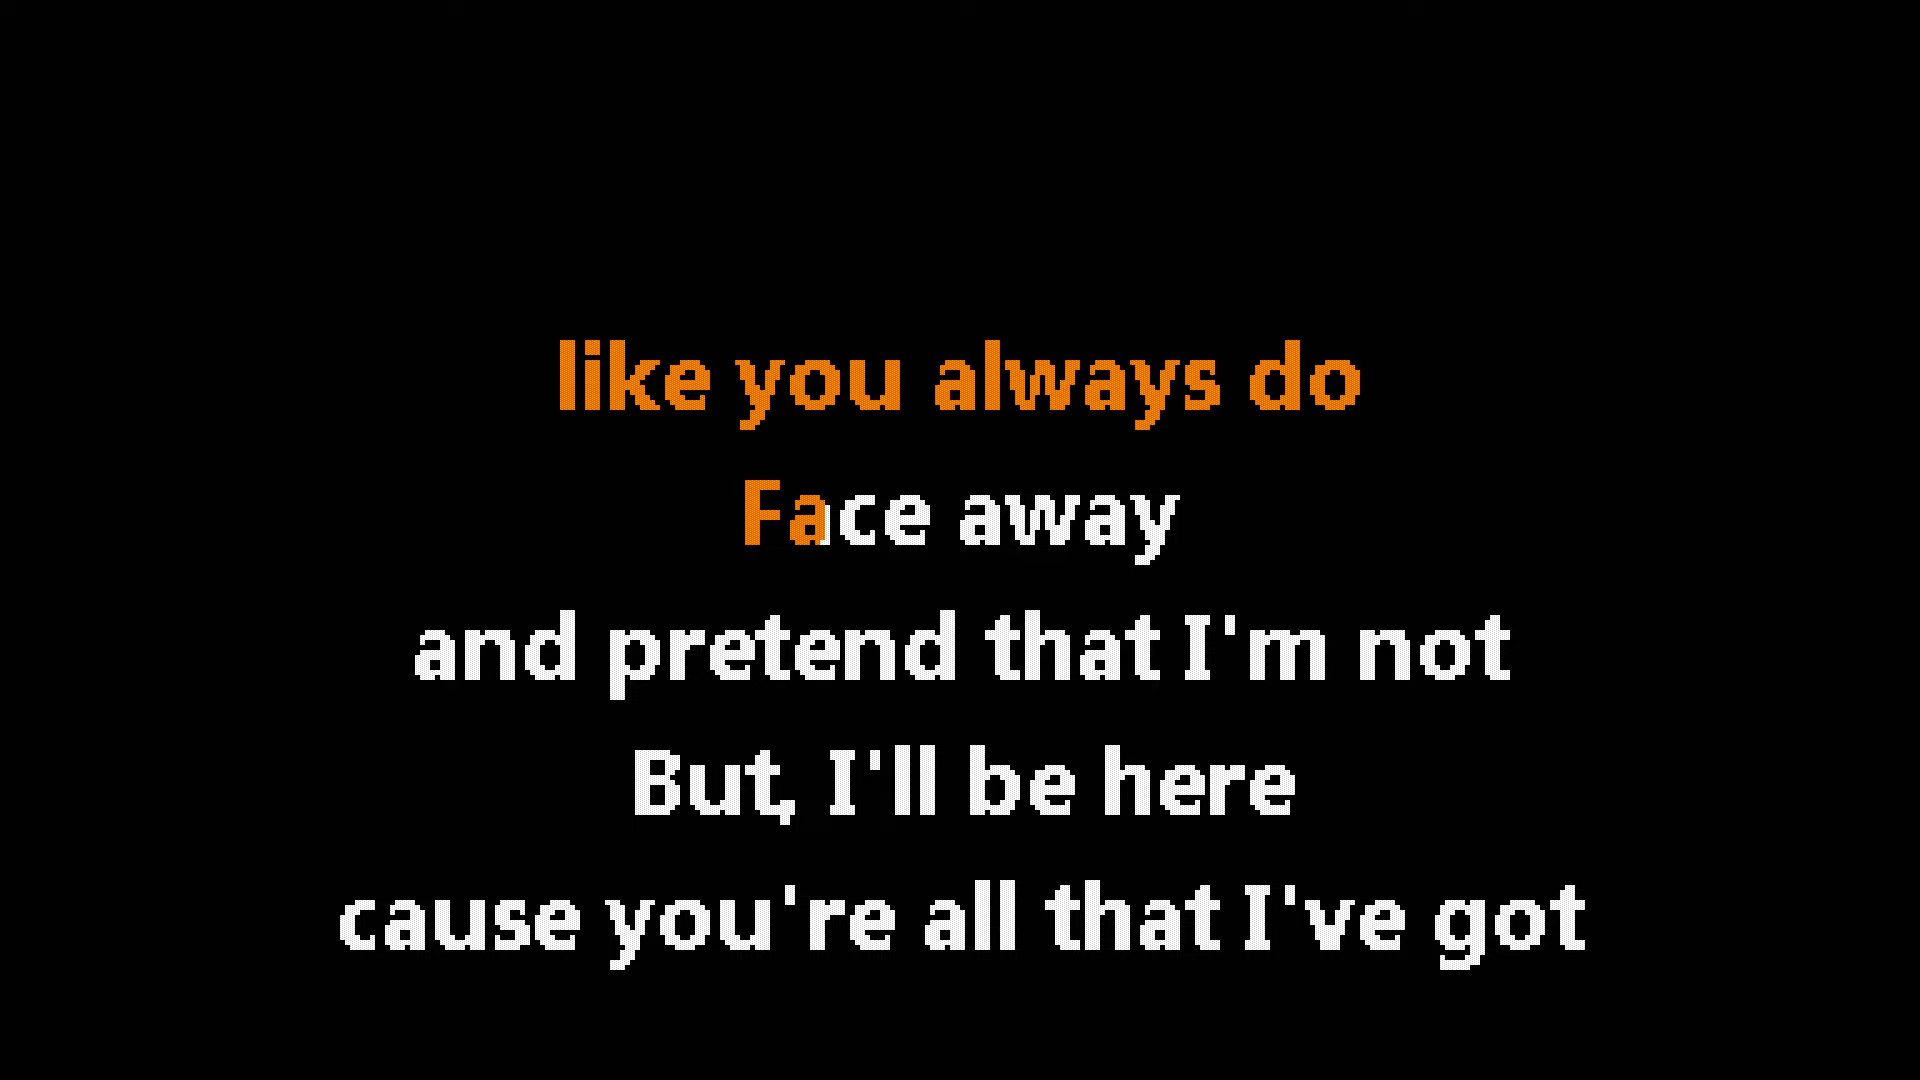 like you always do
Face away
and pretend that I'm not
But, I'll be here
cause you're all that I've got